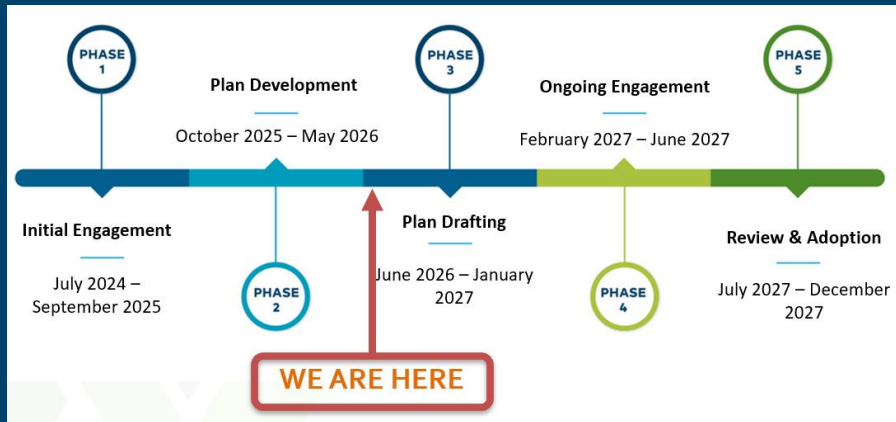 PHASE
1
Initial Engagement
July 2024 –
September 2025
Plan Development
October 2025 – May 2026
PHASE
2
PHASE
3
Plan Drafting
June 2026 – January
2027
Ongoing Engagement
February 2027 – June 2027
PHASE
4
PHASE
5
Review & Adoption
July 2027 – December
2027
WE ARE HERE